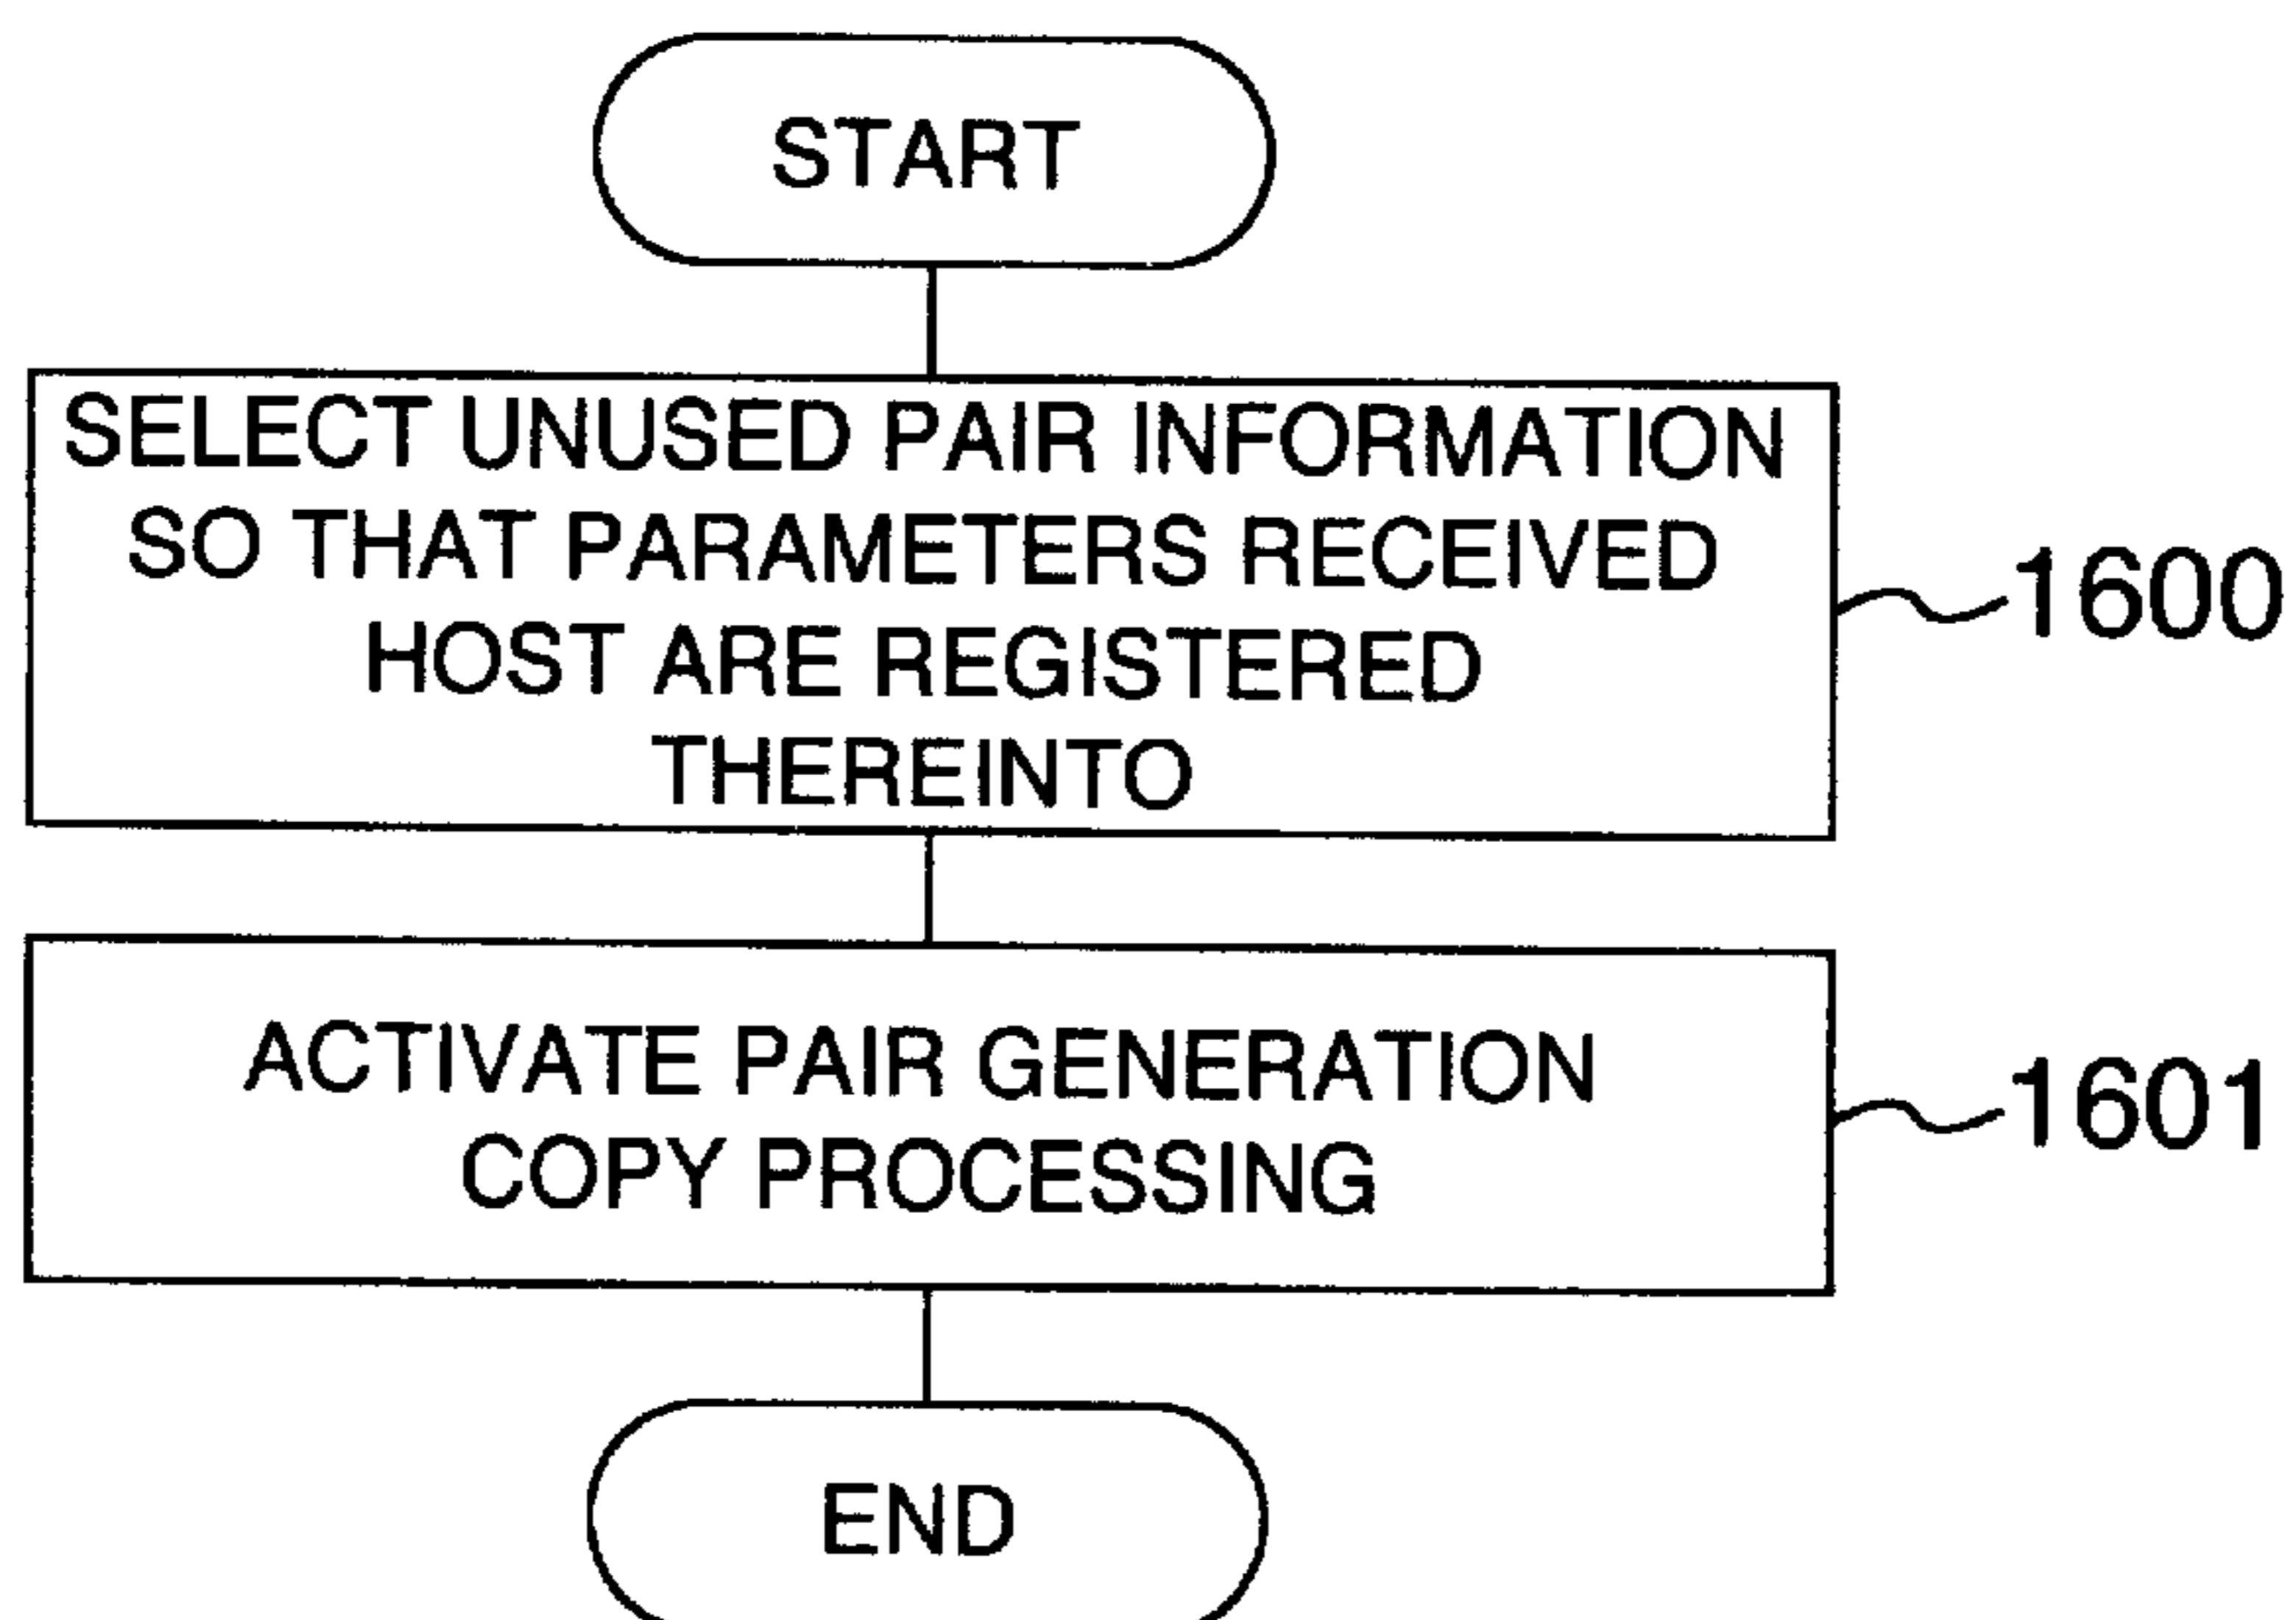 START
SELECT UNUSED PAIR INFORMATION
SO THAT PARAMETERS RECEIVED
HOST ARE REGISTERED
THEREINTO
1600
ACTIVATE PAIR GENERATION
COPY PROCESSING
1601
END